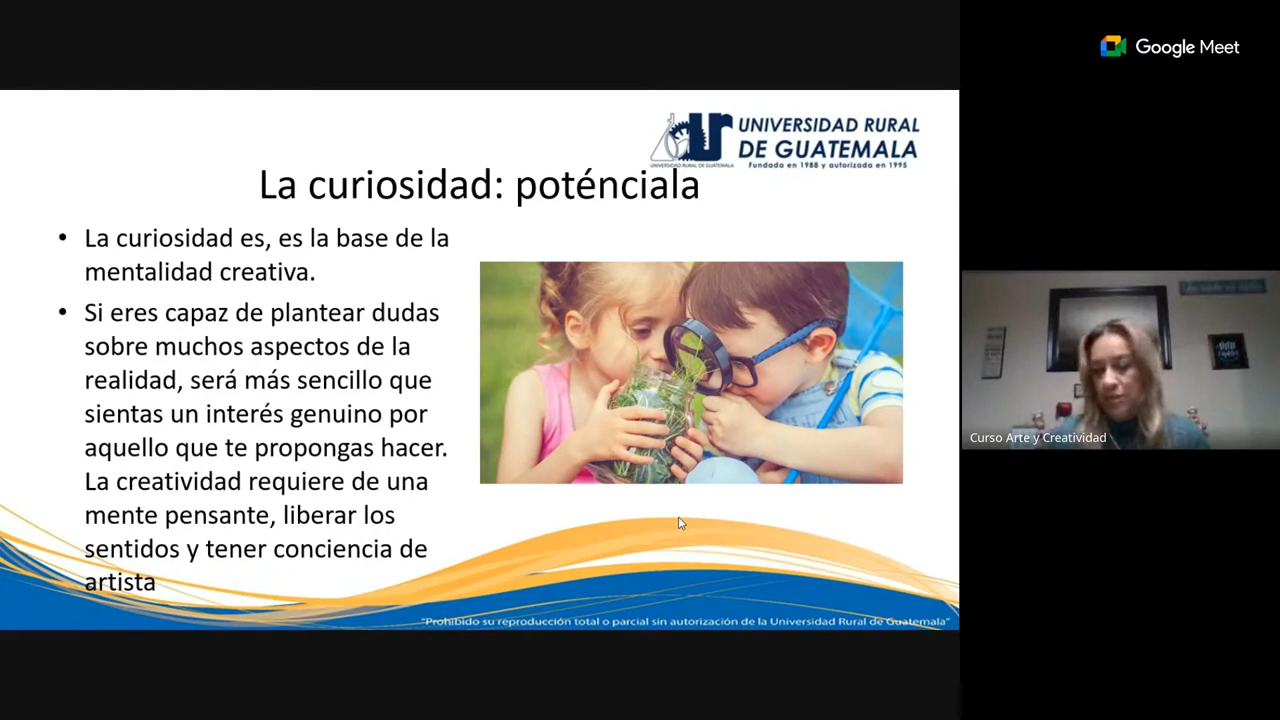 Google Meet
UNIVERSIDAD RURAL
DE GUATEMALA
Fundada en 1988 y autorizada en 1995
UNIVERSIDAD RURAL DE GUATEMALA
La curiosidad: poténciala
• La curiosidad es, es la base de la
mentalidad creativa.
• Si eres capaz de plantear dudas
sobre muchos aspectos de la
realidad, será más sencillo que
sientas un interés genuino por
aquello que te propongas hacer.
La creatividad requiere de una
mente pensante, liberar los
sentidos y tener conciencia de
artista
Curso Arte y Creatividad
"Prohibido su reproducción total o parcial sin autorización de la Universidad Rural de Guatemala"